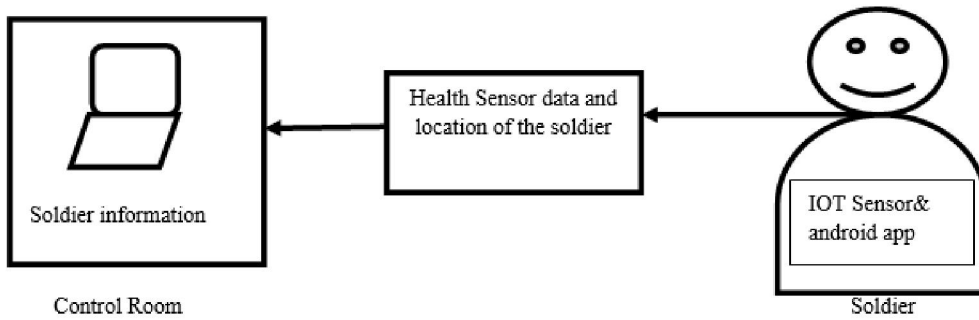 Health Sensor data and
location of the soldier
Soldier information
IOT Sensor&
android app
Control Room
Soldier